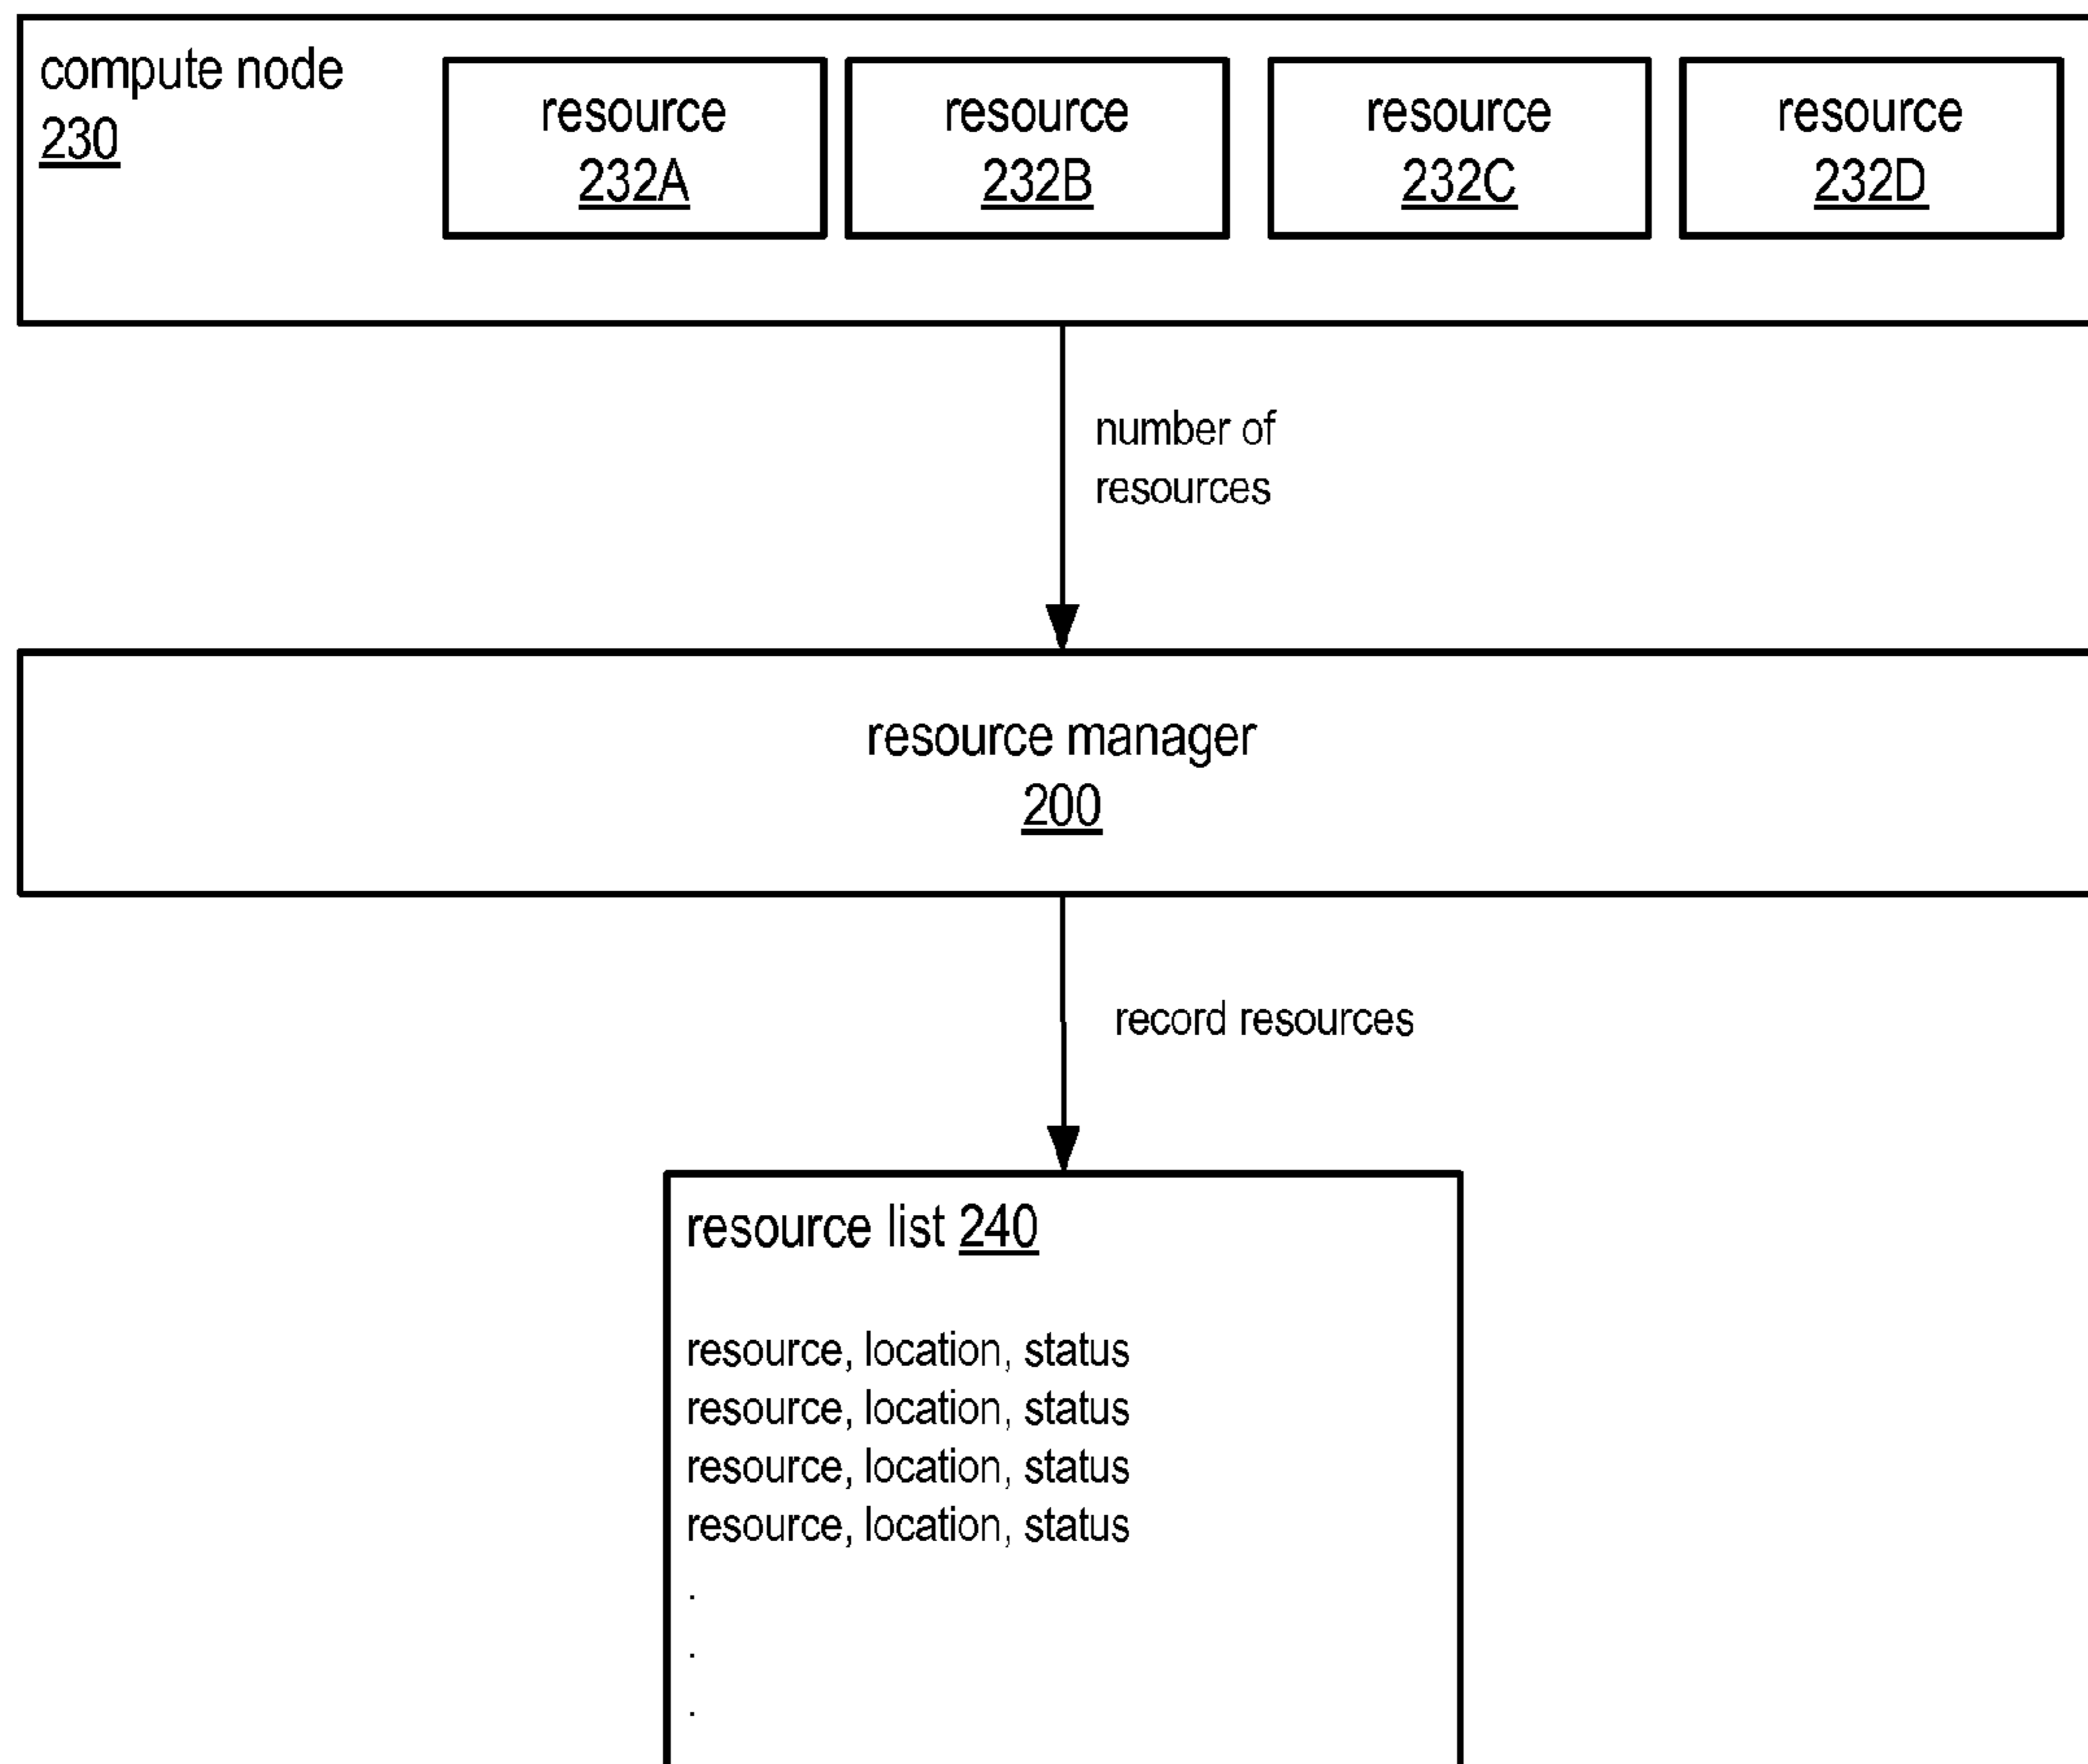 compute node
230
resource
232A
resource
232B
resource
232C
resource
232D
number of
resources
resource manager
200
record resources
resource list 240
resource, location, status
resource, location, status
resource, location, status
resource, location, status
.
.
.